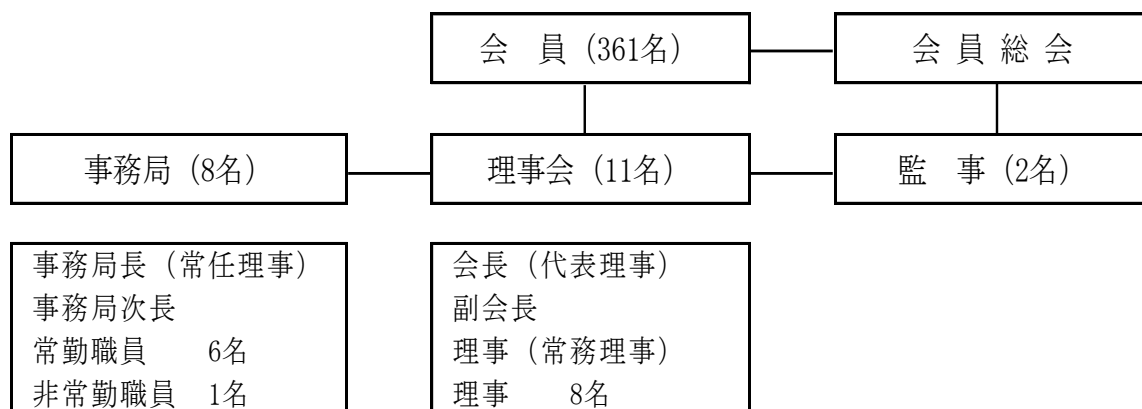 会　員（361名）
会 員 総 会
事務局（8名）
理事会（11名）
監　事（2名）
事務局長（常任理事）
事務局次長
常勤職員　　6名
非常勤職員　1名
会長（代表理事）
副会長
理事（常務理事）
理事　　8名